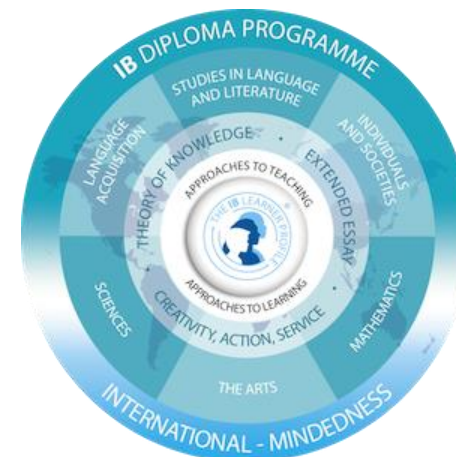 IB DIPLOMA PROGRAMME
STUDIES IN LANGUAGE
AND LITERATURE
LANGUAGE
ACQUISITION
INDIVIDUALS
AND SOCIETIES
THEORY OF KNOWLEDGE
EXTENDED ESSAY
APPROACHES TO TEACHING
THE IB LEARNER PROFILE
APPROACHES TO LEARNING
CREATIVITY, ACTION, SERVICE
SCIENCES
MATHEMATICS
THE ARTS
INTERNATIONAL - MINDEDNESS